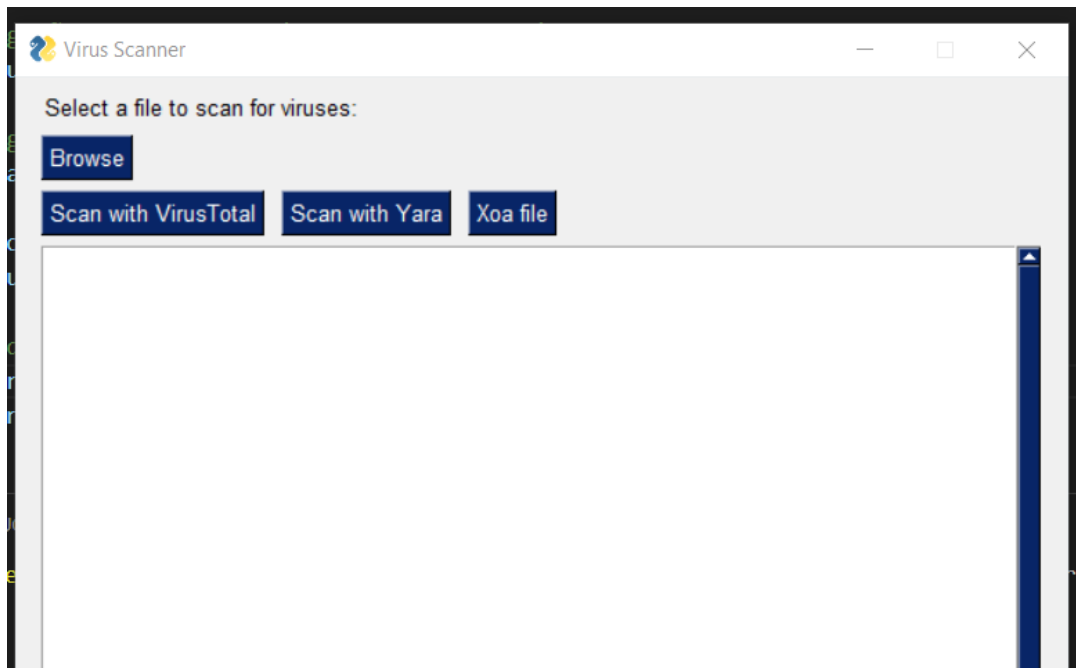 Virus Scanner
Select a file to scan for viruses:
Browse
Scan with VirusTotal Scan with Yara Xoa file